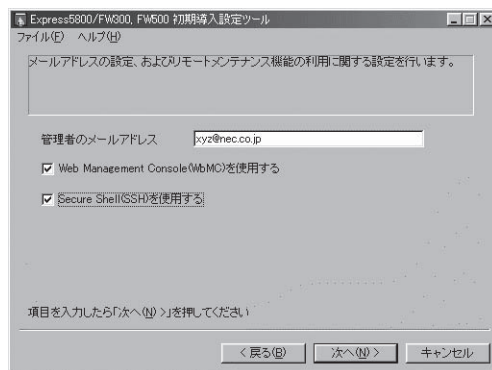 Express5800/FW300, FW500 初期導入設定ツール
ファイル(F) ヘルプ(H)
メールアドレスの設定、およびリモートメンテナンス機能の利用に関する設定を行います。
管理者のメールアドレス xyz@nec.co.jp
Web Management Console(WbMC)を使用する
Secure Shell(SSH)を使用する
項目を入力したら「次へ(N) >」を押してください
< 戻る(B) 次へ(N) > キャンセル